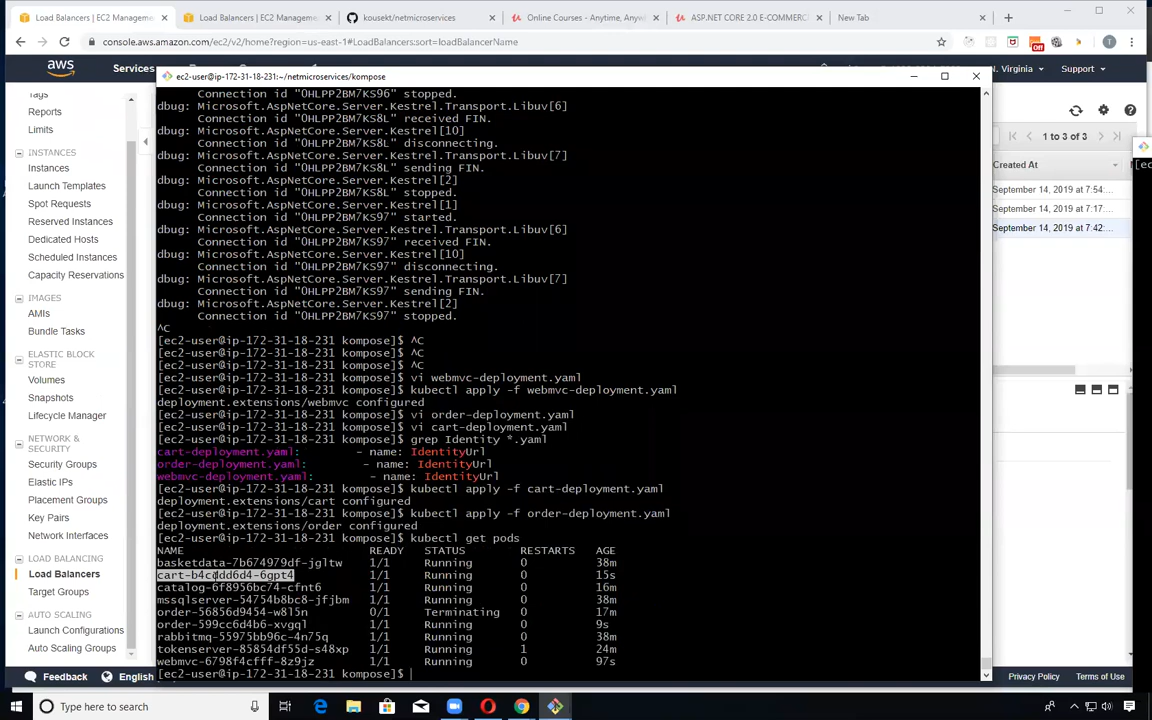 Load Balancers | EC2 Manageme
Load Balancers | EC2 Manageme
kousekt/netmicroservices
Online Courses - Anytime, Anyw
ASP.NET CORE 2.0 E-COMMERC
New Tab
console.aws.amazon.com/ec2/v2/home?region=us-east-1#LoadBalancers:sort=loadBalancerName
Off
T
aws
Services
N. Virginia
Support
ec2-user@ip-172-31-18-231:~/netmicroservices/kompose
Tags
Reports
Limits
INSTANCES
Instances
Launch Templates
Spot Requests
Reserved Instances
Dedicated Hosts
Scheduled Instances
Capacity Reservations
IMAGES
AMIs
Bundle Tasks
ELASTIC BLOCK
STORE
Volumes
Snapshots
Lifecycle Manager
NETWORK &
SECURITY
Security Groups
Elastic IPs
Placement Groups
Key Pairs
Network Interfaces
LOAD BALANCING
Load Balancers
Target Groups
AUTO SCALING
Launch Configurations
Auto Scaling Groups
Connection id "0HLPP2BM7KS96" stopped.
dbug: Microsoft.AspNetCore.Server.Kestrel.Transport.Libuv[6]
Connection id "0HLPP2BM7KS8L" received FIN.
dbug: Microsoft.AspNetCore.Server.Kestrel[10]
Connection id "0HLPP2BM7KS8L" disconnecting.
dbug: Microsoft.AspNetCore.Server.Kestrel.Transport.Libuv[7]
Connection id "0HLPP2BM7KS8L" sending FIN.
dbug: Microsoft.AspNetCore.Server.Kestrel[2]
Connection id "0HLPP2BM7KS8L" stopped.
dbug: Microsoft.AspNetCore.Server.Kestrel[1]
Connection id "0HLPP2BM7KS97" started.
dbug: Microsoft.AspNetCore.Server.Kestrel.Transport.Libuv[6]
Connection id "0HLPP2BM7KS97" received FIN.
dbug: Microsoft.AspNetCore.Server.Kestrel[10]
Connection id "0HLPP2BM7KS97" disconnecting.
dbug: Microsoft.AspNetCore.Server.Kestrel.Transport.Libuv[7]
Connection id "0HLPP2BM7KS97" sending FIN.
dbug: Microsoft.AspNetCore.Server.Kestrel[2]
Connection id "0HLPP2BM7KS97" stopped.
^C
[ec2-user@ip-172-31-18-231 kompose]$ ^C
[ec2-user@ip-172-31-18-231 kompose]$ ^C
[ec2-user@ip-172-31-18-231 kompose]$ ^C
[ec2-user@ip-172-31-18-231 kompose]$ vi webmvc-deployment.yaml
[ec2-user@ip-172-31-18-231 kompose]$ kubectl apply -f webmvc-deployment.yaml
deployment.extensions/webmvc configured
[ec2-user@ip-172-31-18-231 kompose]$ vi order-deployment.yaml
[ec2-user@ip-172-31-18-231 kompose]$ vi cart-deployment.yaml
[ec2-user@ip-172-31-18-231 kompose]$ grep Identity *.yaml
cart-deployment.yaml: - name: IdentityUrl
order-deployment.yaml: - name: IdentityUrl
webmvc-deployment.yaml: - name: IdentityUrl
[ec2-user@ip-172-31-18-231 kompose]$ kubectl apply -f cart-deployment.yaml
deployment.extensions/cart configured
[ec2-user@ip-172-31-18-231 kompose]$ kubectl apply -f order-deployment.yaml
deployment.extensions/order configured
[ec2-user@ip-172-31-18-231 kompose]$ kubectl get pods
NAME READY STATUS RESTARTS AGE
basketdata-7b674979df-jgltw 1/1 Running 0 38m
cart-b4cddd6d4-6gpt4 1/1 Running 0 15s
catalog-6f8956bc74-cfnt6 1/1 Running 0 16m
mssqlserver-54754b8bc8-jfjbm 1/1 Running 0 38m
order-56856d9454-w8l5n 0/1 Terminating 0 17m
order-599cc6d4b6-xvgql 1/1 Running 0 9s
rabbitmq-55975bb96c-4n75q 1/1 Running 0 38m
tokenserver-85854df55d-s48xp 1/1 Running 1 24m
webmvc-6798f4cfff-8z9jz 1/1 Running 0 97s
[ec2-user@ip-172-31-18-231 kompose]$
1 to 3 of 3
Created At
September 14, 2019 at 7:54:...
September 14, 2019 at 7:17:...
September 14, 2019 at 7:42:...
[ec
Feedback
English
Privacy Policy
Terms of Use
Type here to search